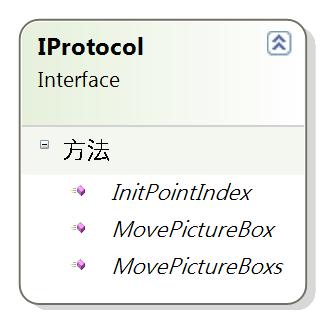 IProtocol
Interface
方法
InitPointIndex
MovePictureBox
MovePictureBoxs